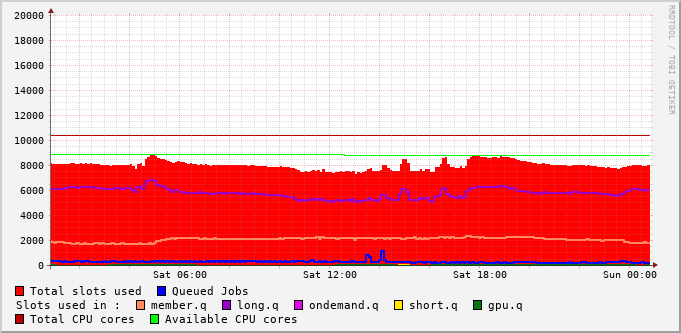 RRDTOOL / TOBI OETIKER
20000
18000
16000
14000
12000
10000
8000
6000
4000
2000
0
Sat 06:00 Sat 12:00 Sat 18:00 Sun 00:00
Total slots used Queued Jobs
Slots used in : member.q long.q ondemand.q short.q gpu.q
Total CPU cores Available CPU cores